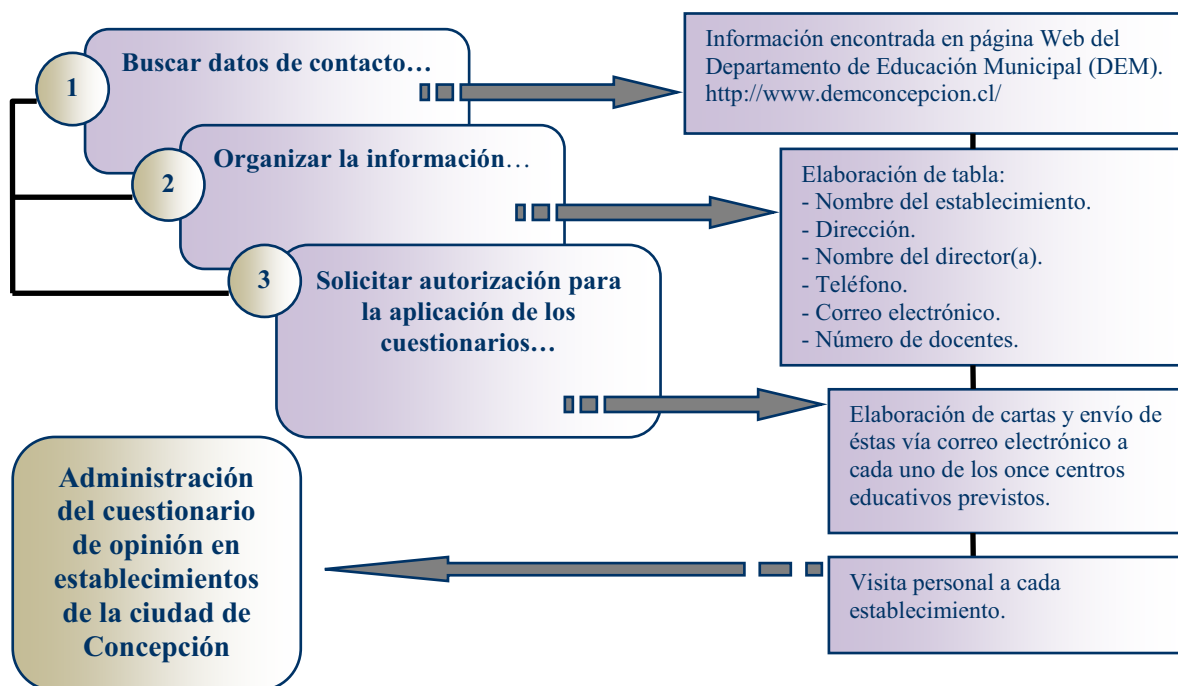 1
Buscar datos de contacto…
Información encontrada en página Web del
Departamento de Educación Municipal (DEM).
http://www.demconcepcion.cl/
2
Organizar la información…
Elaboración de tabla:
- Nombre del establecimiento.
- Dirección.
- Nombre del director(a).
- Teléfono.
- Correo electrónico.
- Número de docentes.
3
Solicitar autorización para
la aplicación de los
cuestionarios…
Elaboración de cartas y envío de
éstas vía correo electrónico a
cada uno de los once centros
educativos previstos.
Visita personal a cada
establecimiento.
Administración
del cuestionario
de opinión en
establecimientos
de la ciudad de
Concepción